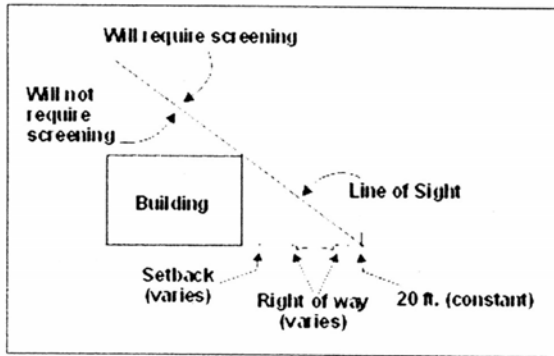 Will require screening
Will not
require
screening
Building
Line of Sight
Setback
(varies)
Right of way
(varies)
20 ft. (constant)